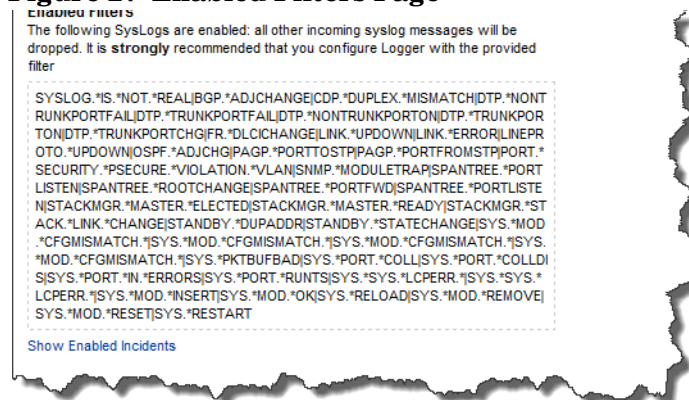 Enabled Filters
The following SysLogs are enabled: all other incoming syslog messages will be
dropped. It is strongly recommended that you configure Logger with the provided
filter
SYSLOG.*IS.*NOT.*REAL|BGP.*ADJCHANGE|CDP.*DUPLEX.*MISMATCH|DTP.*NONT
RUNKPORTFAIL|DTP.*TRUNKPORTFAIL|DTP.*NONTRUNKPORTON|DTP.*TRUNKPOR
TON|DTP.*TRUNKPORTCHG|FR.*DLCICHANGE|LINK.*UPDOWN|LINK.*ERROR|LINEPR
OTO.*UPDOWN|OSPF.*ADJCHG|PAGP.*PORTTOSTP|PAGP.*PORTFROMSTP|PORT.*
SECURITY.*PSECURE.*VIOLATION.*VLAN|SNMP.*MODULETRAP|SPANTREE.*PORT
LISTEN|SPANTREE.*ROOTCHANGE|SPANTREE.*PORTFWD|SPANTREE.*PORTLISTE
N|STACKMGR.*MASTER.*ELECTED|STACKMGR.*MASTER.*READY|STACKMGR.*ST
ACK.*LINK.*CHANGE|STANDBY.*DUPADDR|STANDBY.*STATECHANGE|SYS.*MOD
.*CFGMISMATCH.*|SYS.*MOD.*CFGMISMATCH.*|SYS.*MOD.*CFGMISMATCH.*|SYS.
*MOD.*CFGMISMATCH.*|SYS.*PKTBUFBAD|SYS.*PORT.*COLL|SYS.*PORT.*COLLDI
S|SYS.*PORT.*IN.*ERRORS|SYS.*PORT.*RUNTS|SYS.*SYS.*LCPERR.*|SYS.*SYS.*
LCPERR.*|SYS.*MOD.*INSERT|SYS.*MOD.*OK|SYS.*RELOAD|SYS.*MOD.*REMOVE|
SYS.*MOD.*RESET|SYS.*RESTART
Show Enabled Incidents